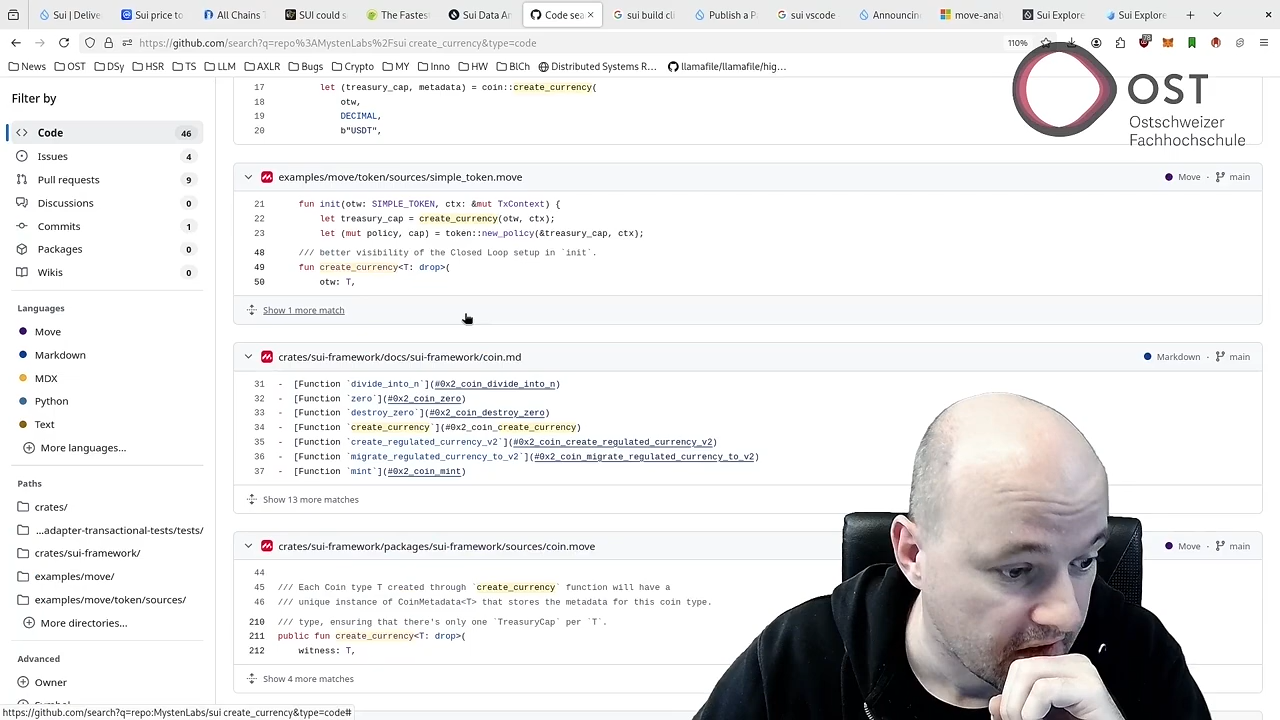 Sui | Delive
Sui price to
All Chains
SUI could s
The Fastes
Sui Data A
Code sea
sui build cli
Publish a P
sui vscode
Announcin
move-anal
Sui Explore
Sui Explore
https://github.com/search?q=repo%3AMystenLabs%2Fsui create_currency&type=code
110%
News OST DSy HSR TS LLM AXLR Bugs Crypto MY Inno HW BlCh Distributed Systems R... llamafile/llamafile/hig...
OST
Ostschweizer
Fachhochschule
Filter by
Code 46
Issues 4
Pull requests 9
Discussions 0
Commits 1
Packages 0
Wikis 0
Languages
Move
Markdown
MDX
Python
Text
More languages...
Paths
crates/
...adapter-transactional-tests/tests/
crates/sui-framework/
examples/move/
examples/move/token/sources/
More directories...
Advanced
Owner
Symbol
17 let (treasury_cap, metadata) = coin::create_currency(
18 otw,
19 DECIMAL,
20 b"USDT",
examples/move/token/sources/simple_token.move Move · main
21 fun init(otw: SIMPLE_TOKEN, ctx: &mut TxContext) {
22 let treasury_cap = create_currency(otw, ctx);
23 let (mut policy, cap) = token::new_policy(&treasury_cap, ctx);
48 /// better visibility of the Closed Loop setup in `init`.
49 fun create_currency<T: drop>(
50 otw: T,
Show 1 more match
crates/sui-framework/docs/sui-framework/coin.md Markdown · main
31 - [Function `divide_into_n`](#0x2_coin_divide_into_n)
32 - [Function `zero`](#0x2_coin_zero)
33 - [Function `destroy_zero`](#0x2_coin_destroy_zero)
34 - [Function `create_currency`](#0x2_coin_create_currency)
35 - [Function `create_regulated_currency_v2`](#0x2_coin_create_regulated_currency_v2)
36 - [Function `migrate_regulated_currency_to_v2`](#0x2_coin_migrate_regulated_currency_to_v2)
37 - [Function `mint`](#0x2_coin_mint)
Show 13 more matches
crates/sui-framework/packages/sui-framework/sources/coin.move Move · main
44
45 /// Each Coin type T created through `create_currency` function will have a
46 /// unique instance of CoinMetadata<T> that stores the metadata for this coin type.
210 /// type, ensuring that there's only one `TreasuryCap` per `T`.
211 public fun create_currency<T: drop>(
212 witness: T,
Show 4 more matches
https://github.com/search?q=repo:MystenLabs/sui create_currency&type=code#